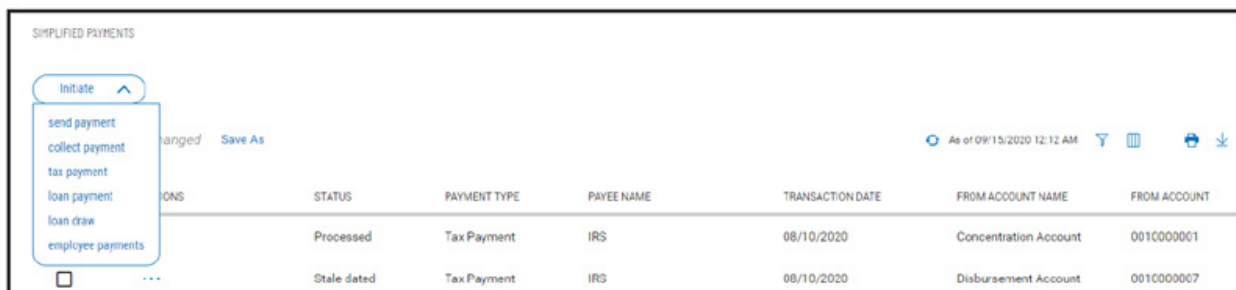 SIMPLIFIED PAYMENTS
Initiate
send payment
collect payment
tax payment
loan payment
loan draw
employee payments
anged Save As As of 09/15/2020 12:12 AM
IONS STATUS PAYMENT TYPE PAYEE NAME TRANSACTION DATE FROM ACCOUNT NAME FROM ACCOUNT
Processed Tax Payment IRS 08/10/2020 Concentration Account 0010000001
... Stale dated Tax Payment IRS 08/10/2020 Disbursement Account 0010000007